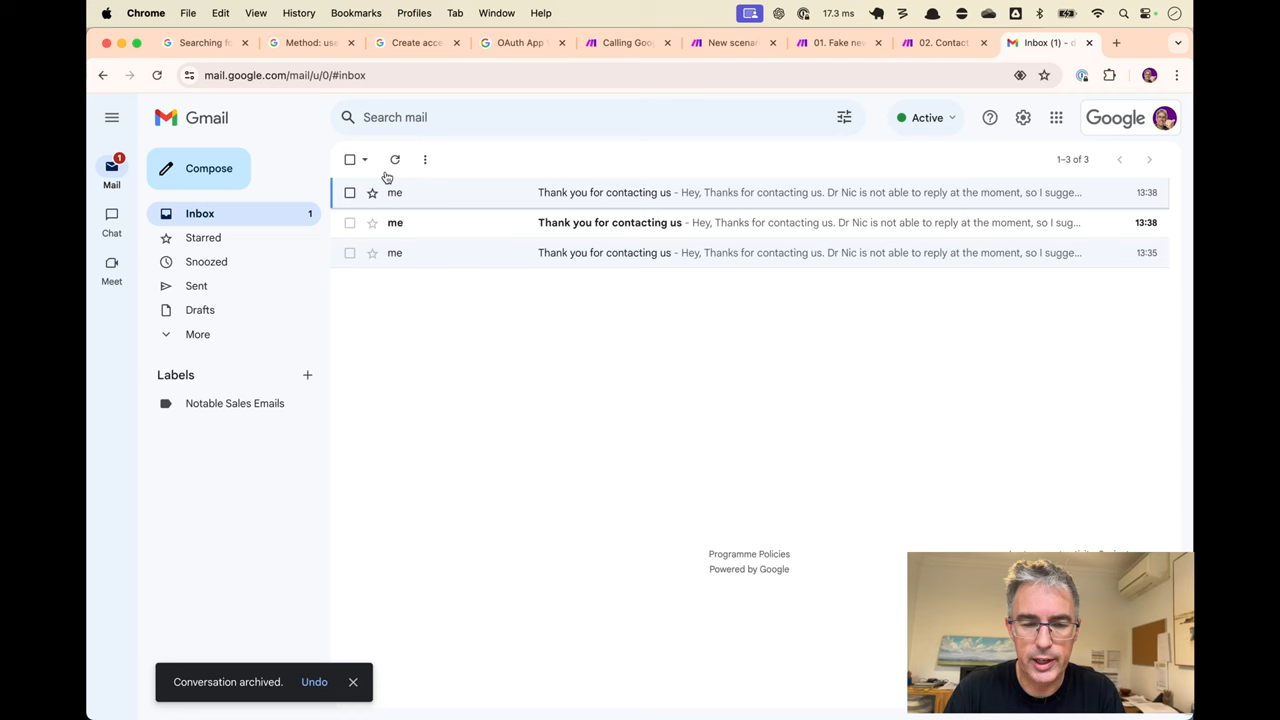 Chrome File Edit View History Bookmarks Profiles Tab Window Help 17.3 ms
Searching fo Method: use Create acce OAuth App V Calling Goo New scenar 01. Fake ne 02. Contact Inbox (1) - d
mail.google.com/mail/u/0/#inbox
Gmail
Search mail
Active
Google
1
Mail
Chat
Meet
Compose
Inbox 1
Starred
Snoozed
Sent
Drafts
More
Labels
Notable Sales Emails
1–3 of 3
me Thank you for contacting us - Hey, Thanks for contacting us. Dr Nic is not able to reply at the moment, so I sugge... 13:38
me Thank you for contacting us - Hey, Thanks for contacting us. Dr Nic is not able to reply at the moment, so I sug... 13:38
me Thank you for contacting us - Hey, Thanks for contacting us. Dr Nic is not able to reply at the moment, so I sugge... 13:35
Programme Policies
Powered by Google
Conversation archived. Undo